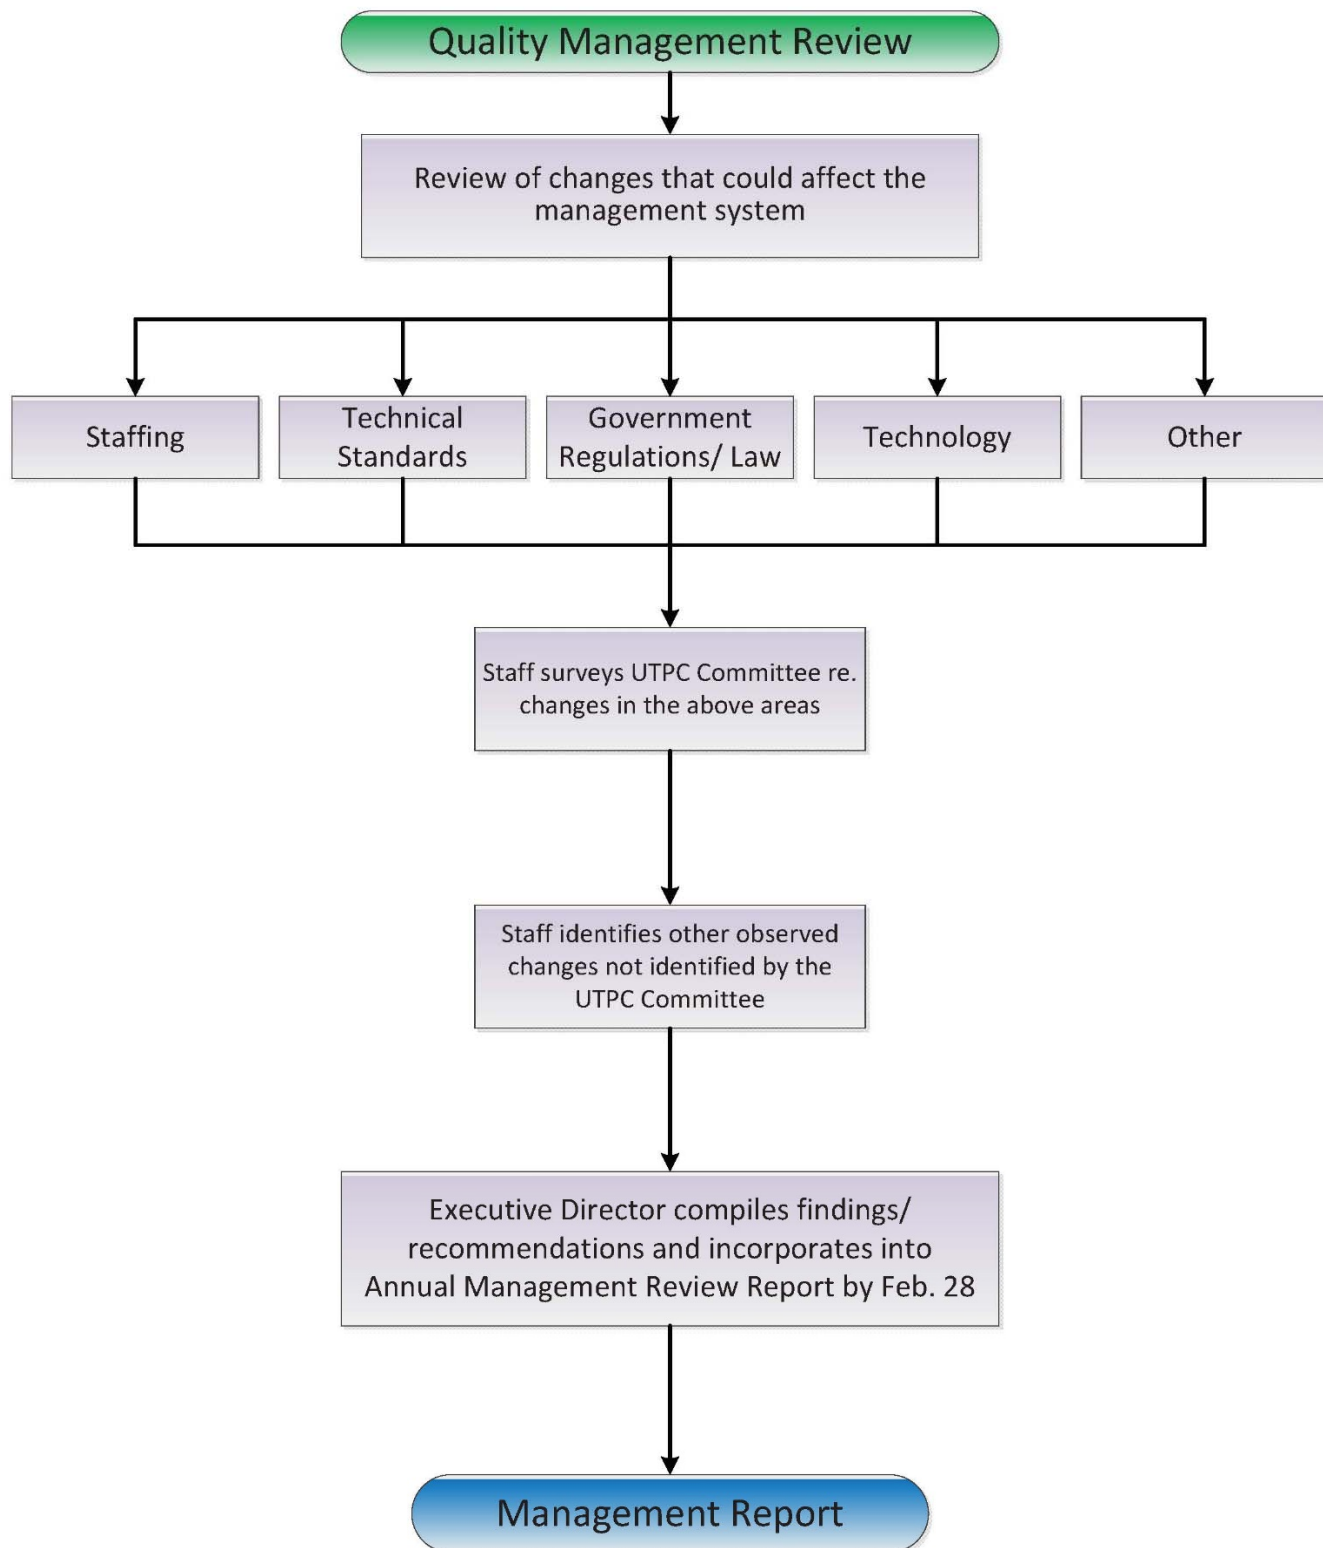 Quality Management Review
Review of changes that could affect the
management system
Staffing
Technical
Standards
Government
Regulations/ Law
Technology
Other
Staff surveys UTPC Committee re.
changes in the above areas
Staff identifies other observed
changes not identified by the
UTPC Committee
Executive Director compiles findings/
recommendations and incorporates into
Annual Management Review Report by Feb. 28
Management Report